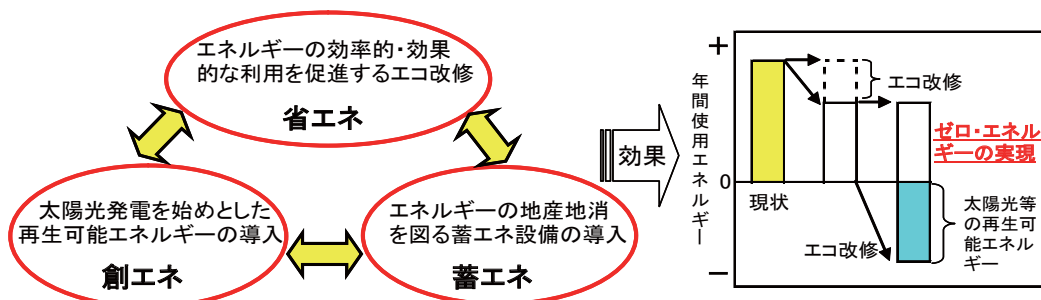 エネルギーの効率的・効果
的な利用を促進するエコ改修
省エネ
太陽光発電を始めとした
再生可能エネルギーの導入
創エネ
エネルギーの地産地消
を図る蓄エネ設備の導入
蓄エネ
効果
+
年間使用エネルギー
0
−
現状
エコ改修
ゼロ・エネル
ギーの実現
エコ改修
太陽光等
の再生可
能エネル
ギー